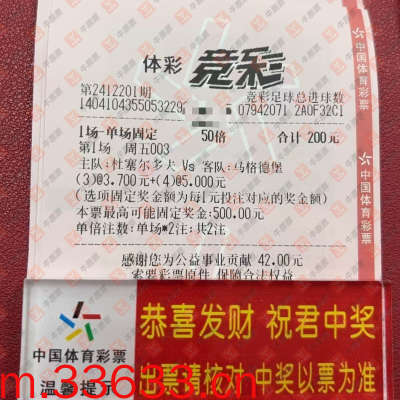 体彩 竞彩
第2412201期 竞彩足球总进球数
1404104355053229 07942071 2A0F32C1
1场-单场固定 50倍 合计 200元
第1场 周五003
主队:杜塞尔多夫 Vs 客队:马格德堡
(3)@3.700元+(4)@5.000元
(选项固定奖金额为每1元投注对应的奖金额)
本票最高可能固定奖金:500.00元
单倍注数:单场*2注;共2注
感谢您为公益事业贡献 42.00元
索要彩票原件 保障合法权益
中国体育彩票
中国体育彩票
中国体育彩票
温馨提示
恭喜发财 祝君中奖
出票请核对 中奖以票为准
m.33633.cn